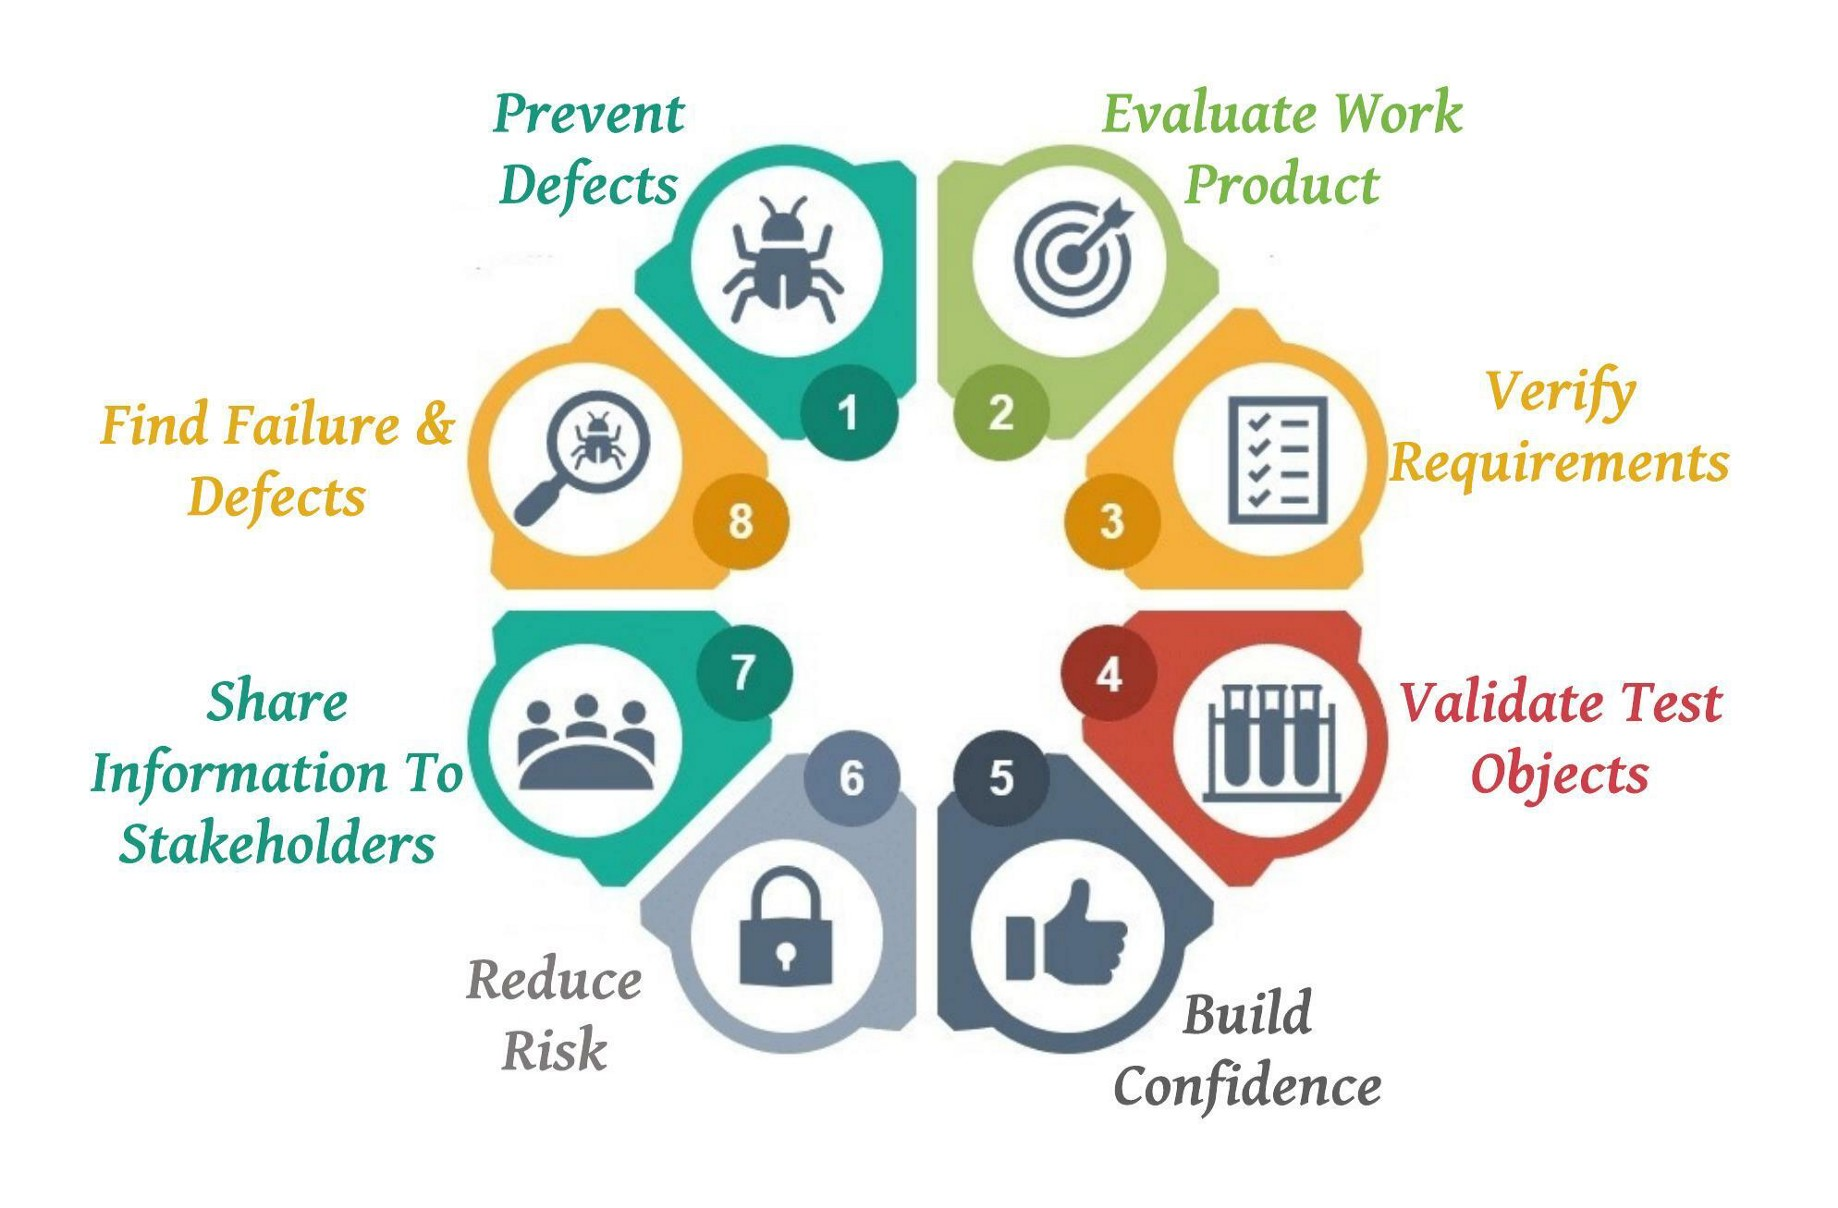 Prevent
Defects
1
Evaluate Work
Product
2
Verify
Requirements
3
Validate Test
Objects
4
Build
Confidence
5
Reduce
Risk
6
Share
Information To
Stakeholders
7
Find Failure &
Defects
8